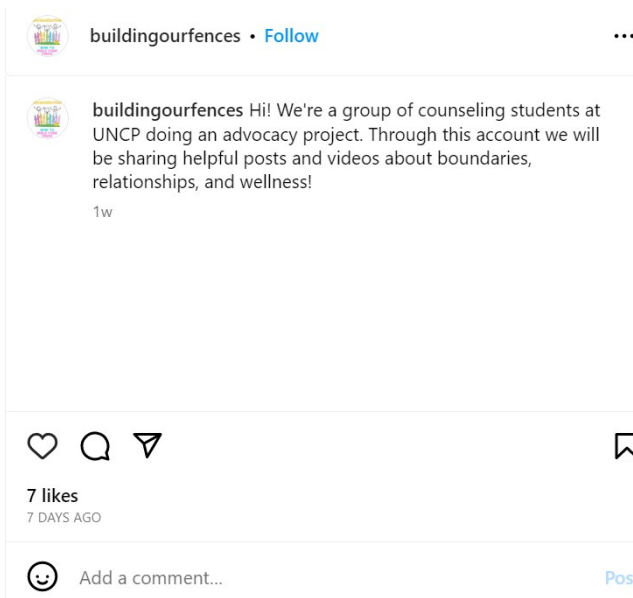 buildingourfences • Follow
buildingourfences Hi! We're a group of counseling students at
UNCP doing an advocacy project. Through this account we will
be sharing helpful posts and videos about boundaries,
relationships, and wellness!
1w
7 likes
7 DAYS AGO
Add a comment...
Pos